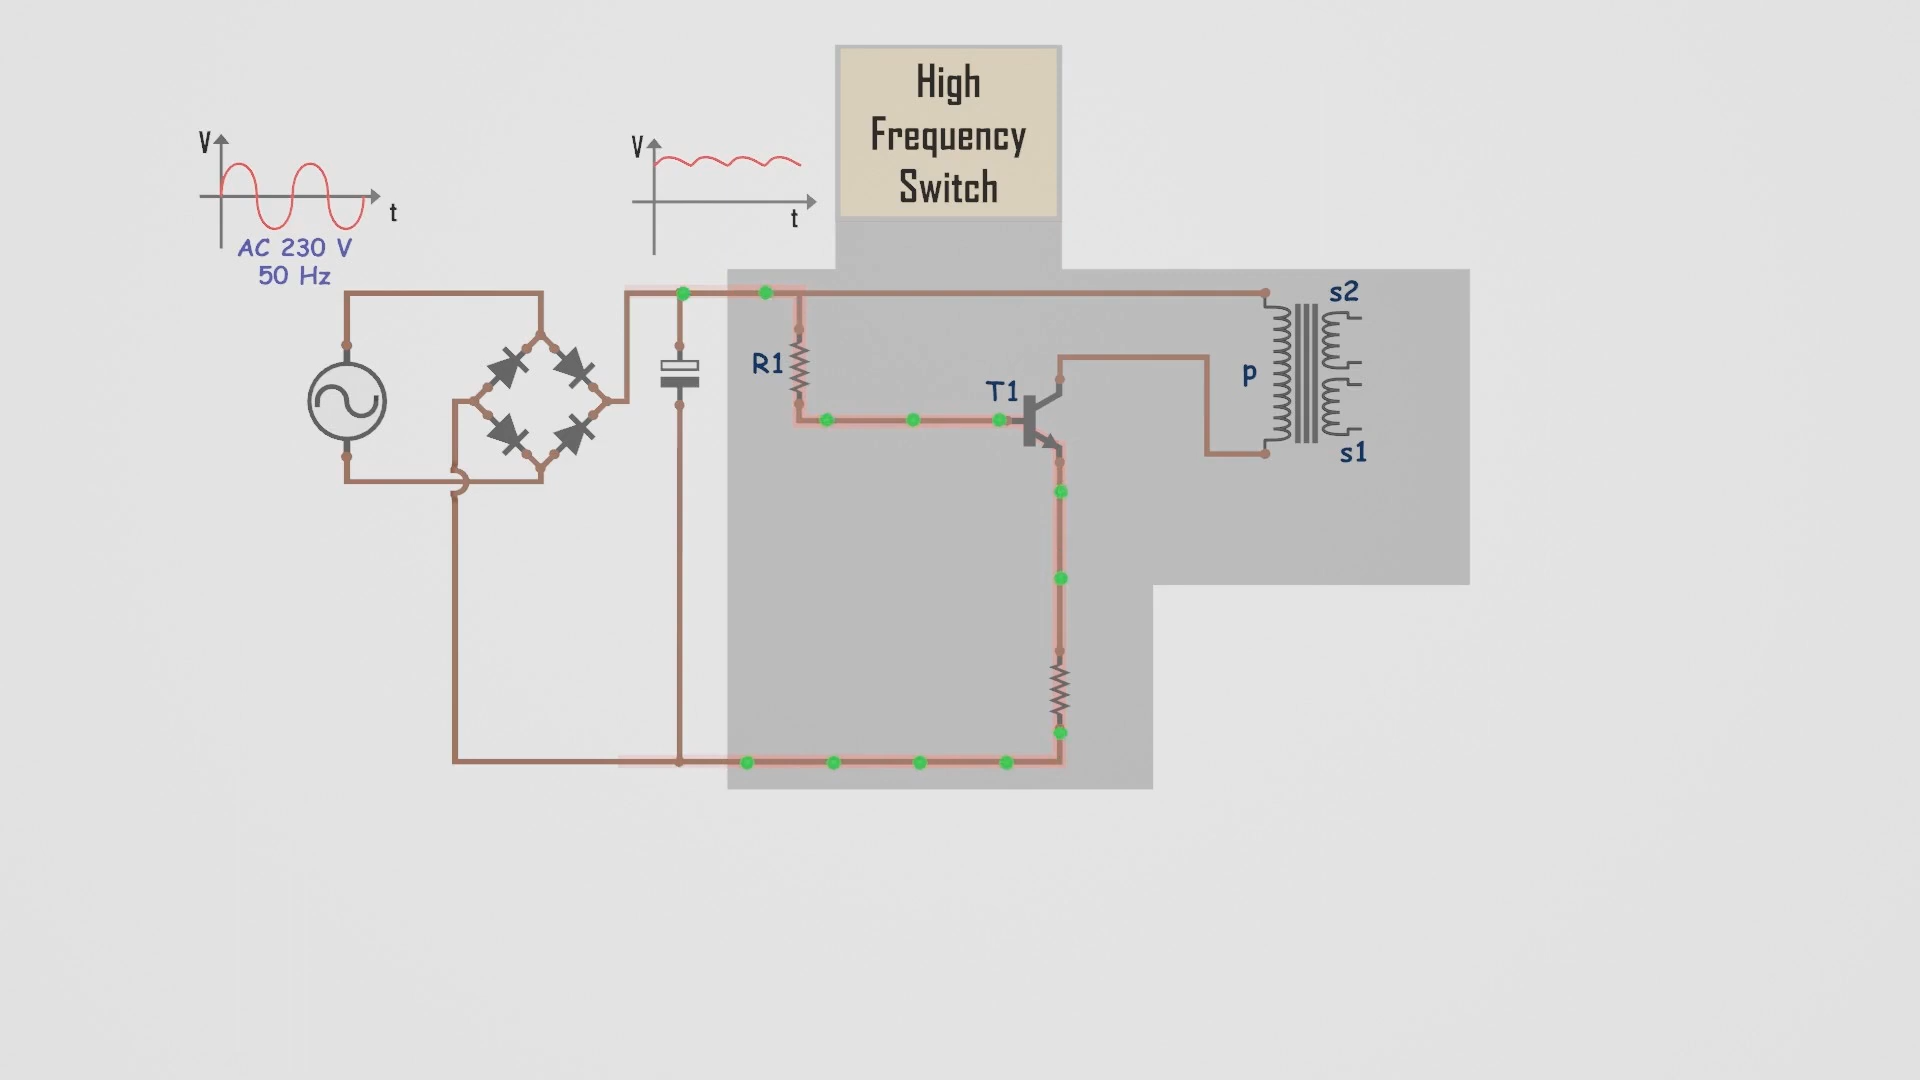 High
Frequency
Switch
V
t
AC 230 V
50 Hz
V
t
R1
T1
p
s2
s1